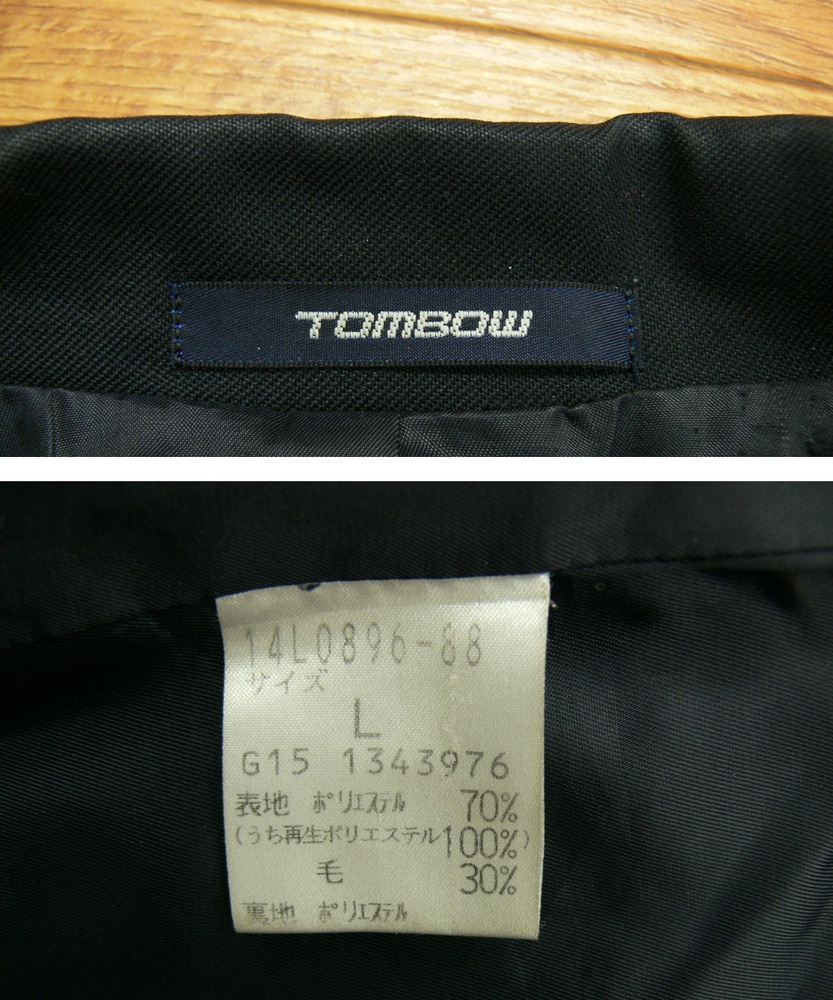 TOMBOW
14L0896-88
サイズ
L
G15 1343976
表地 ポリエステル 70%
(うち再生ポリエステル100%)
毛 30%
裏地 ポリエステル